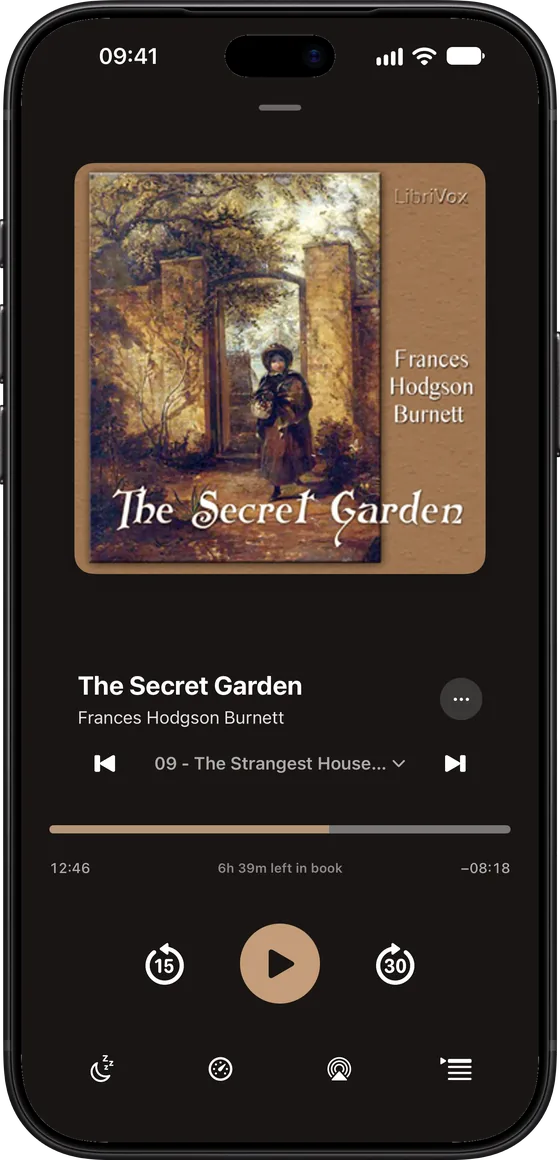 09:41
LibriVox
Frances
Hodgson
Burnett
The Secret Garden
The Secret Garden
Frances Hodgson Burnett
09 - The Strangest House...
12:46 6h 39m left in book −08:18
15 30
zzz